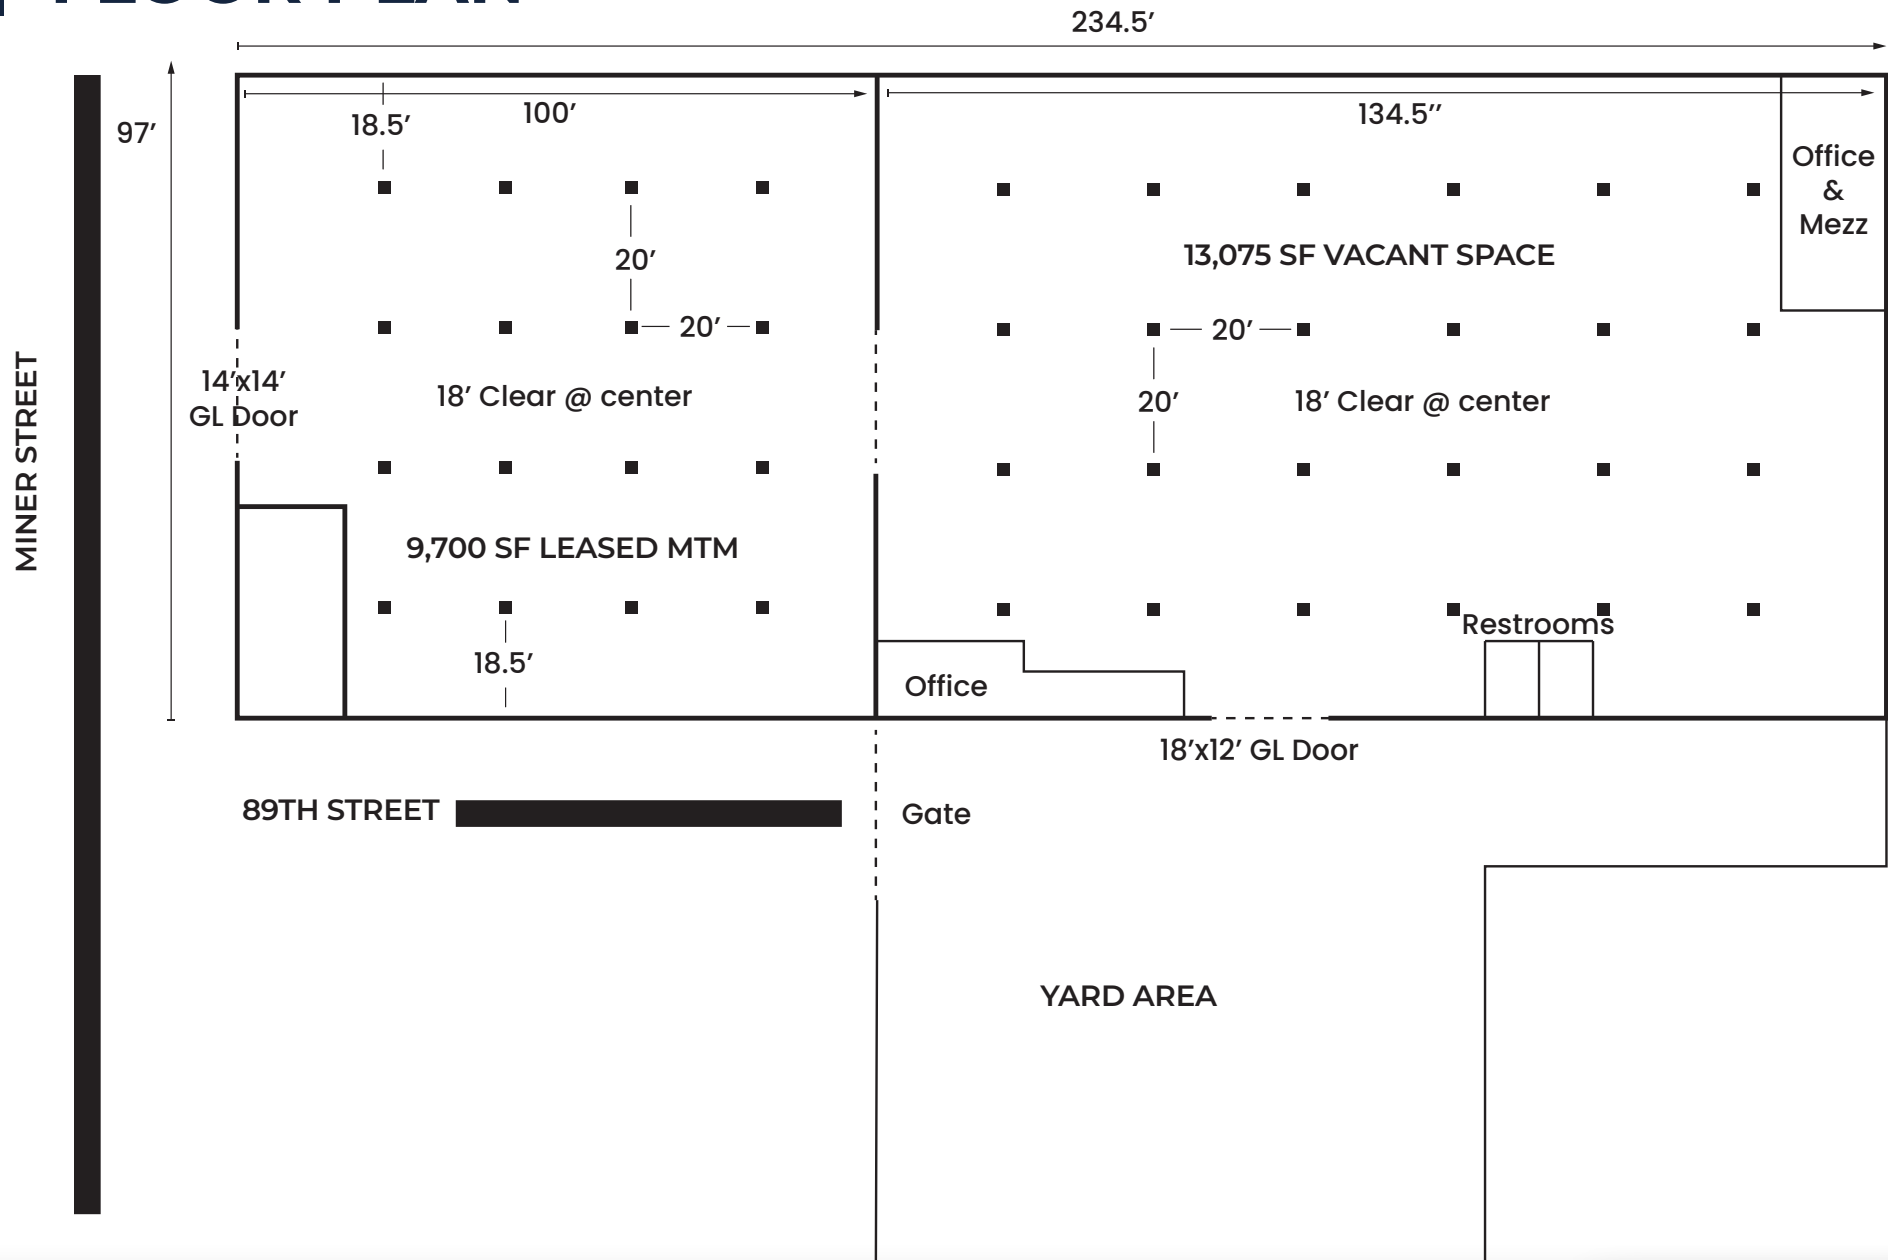 FLOOR PLAN
234.5′
97′
18.5′
100′
134.5′′
Office
&
Mezz
20′
13,075 SF VACANT SPACE
20′
20′
14′x14′
GL Door
18′ Clear @ center
20′
18′ Clear @ center
MINER STREET
9,700 SF LEASED MTM
18.5′
Restrooms
Office
18′x12′ GL Door
89TH STREET
Gate
YARD AREA